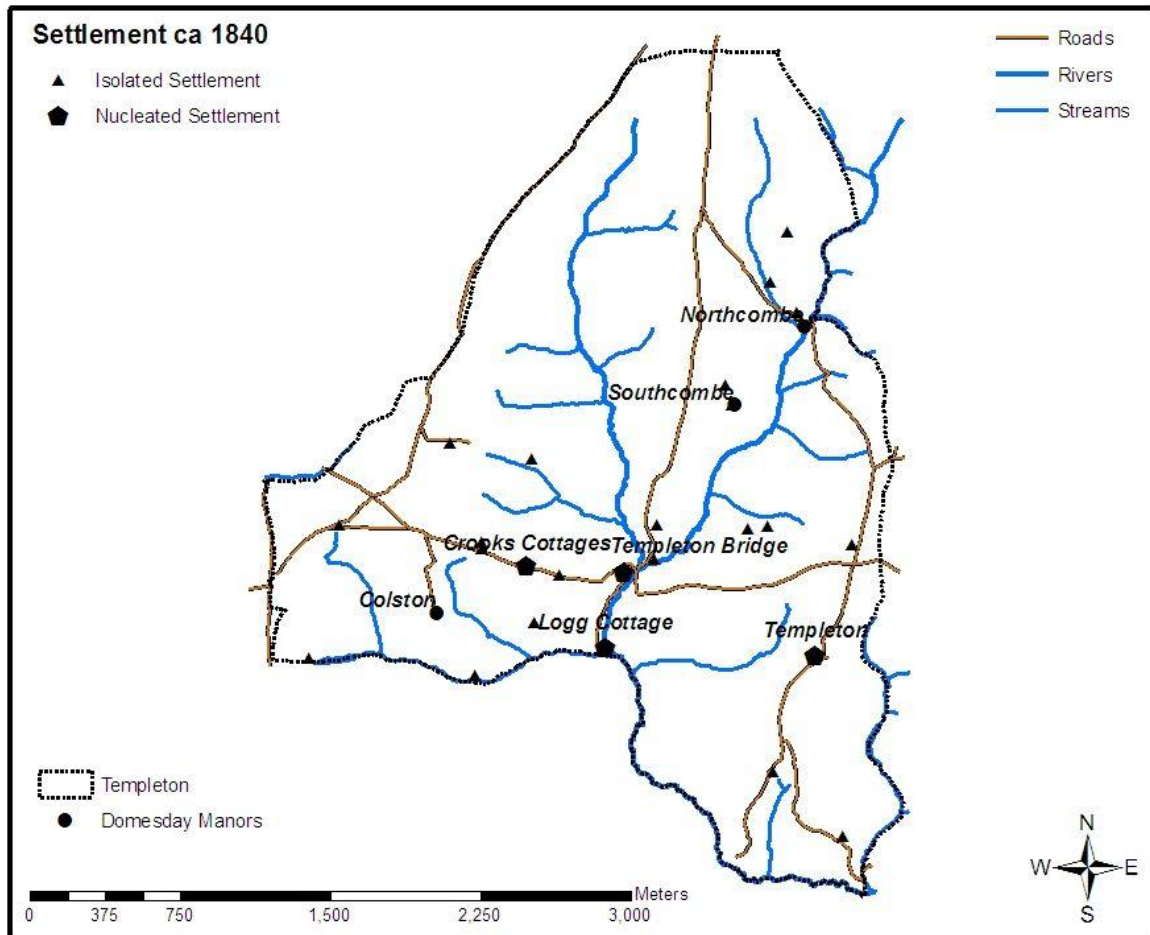 Settlement ca 1840
Isolated Settlement
Nucleated Settlement
Roads
Rivers
Streams
Northcombe
Southcombe
Crooks Cottages
Templeton Bridge
Colston
Logg Cottage
Templeton
Templeton
Domesday Manors
N
W E
S
Meters
0 375 750 1,500 2,250 3,000